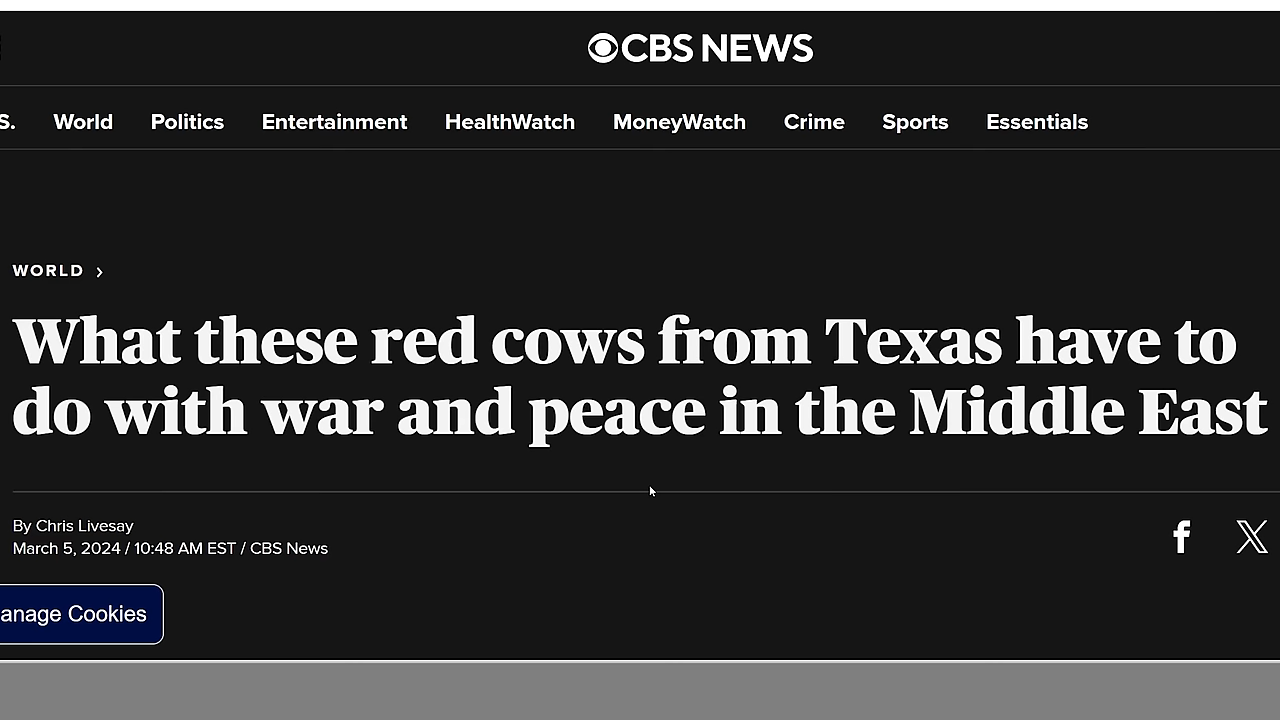 CBS NEWS
S. World Politics Entertainment HealthWatch MoneyWatch Crime Sports Essentials
WORLD ›
What these red cows from Texas have to
do with war and peace in the Middle East
By Chris Livesay
March 5, 2024 / 10:48 AM EST / CBS News
anage Cookies